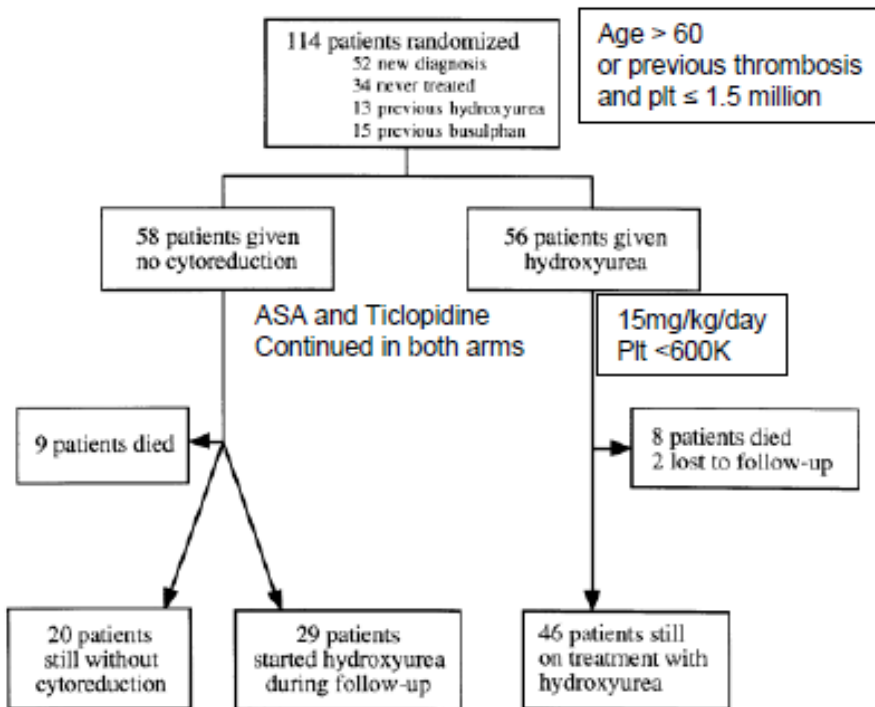 114 patients randomized
52 new diagnosis
34 never treated
13 previous hydroxyurea
15 previous busulphan
Age > 60
or previous thrombosis
and plt ≤ 1.5 million
58 patients given
no cytoreduction
56 patients given
hydroxyurea
ASA and Ticlopidine
Continued in both arms
15mg/kg/day
Plt <600K
9 patients died
8 patients died
2 lost to follow-up
20 patients
still without
cytoreduction
29 patients
started hydroxyurea
during follow-up
46 patients still
on treatment with
hydroxyurea